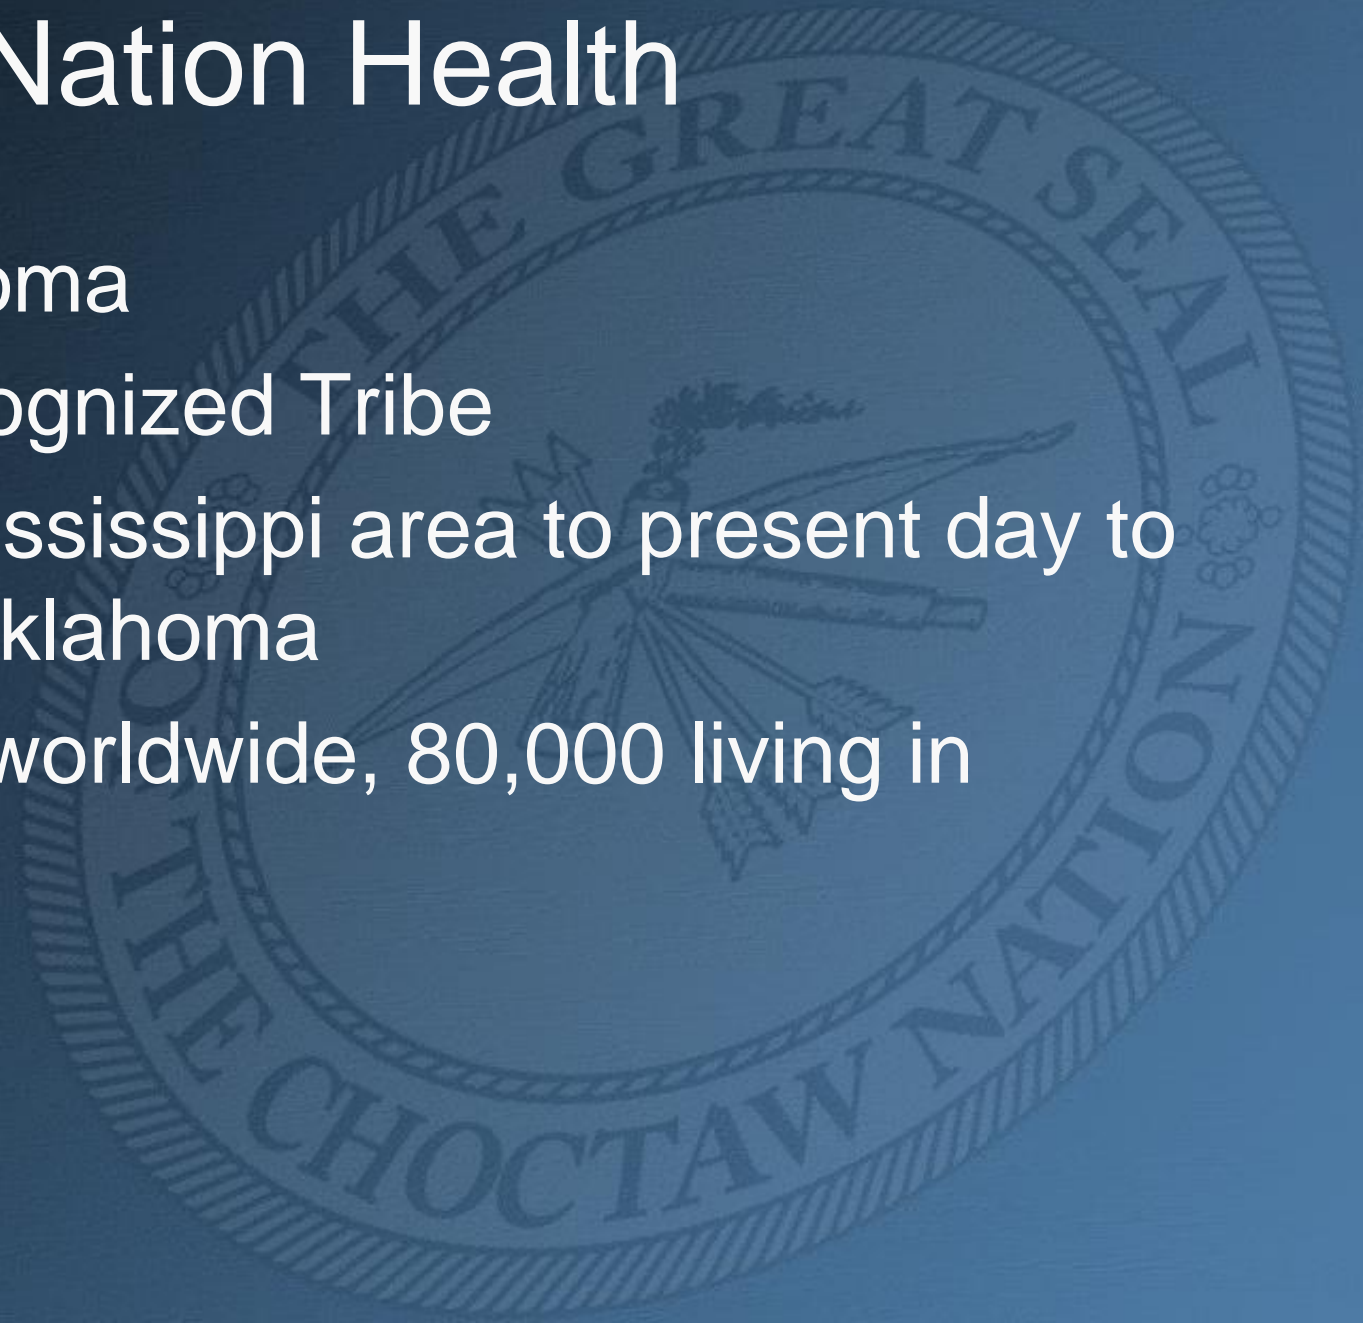 Nation Health
oma
ognized Tribe
ssissippi area to present day to
klahoma
worldwide, 80,000 living in
THE GREAT SEAL
OF THE CHOCTAW NATION